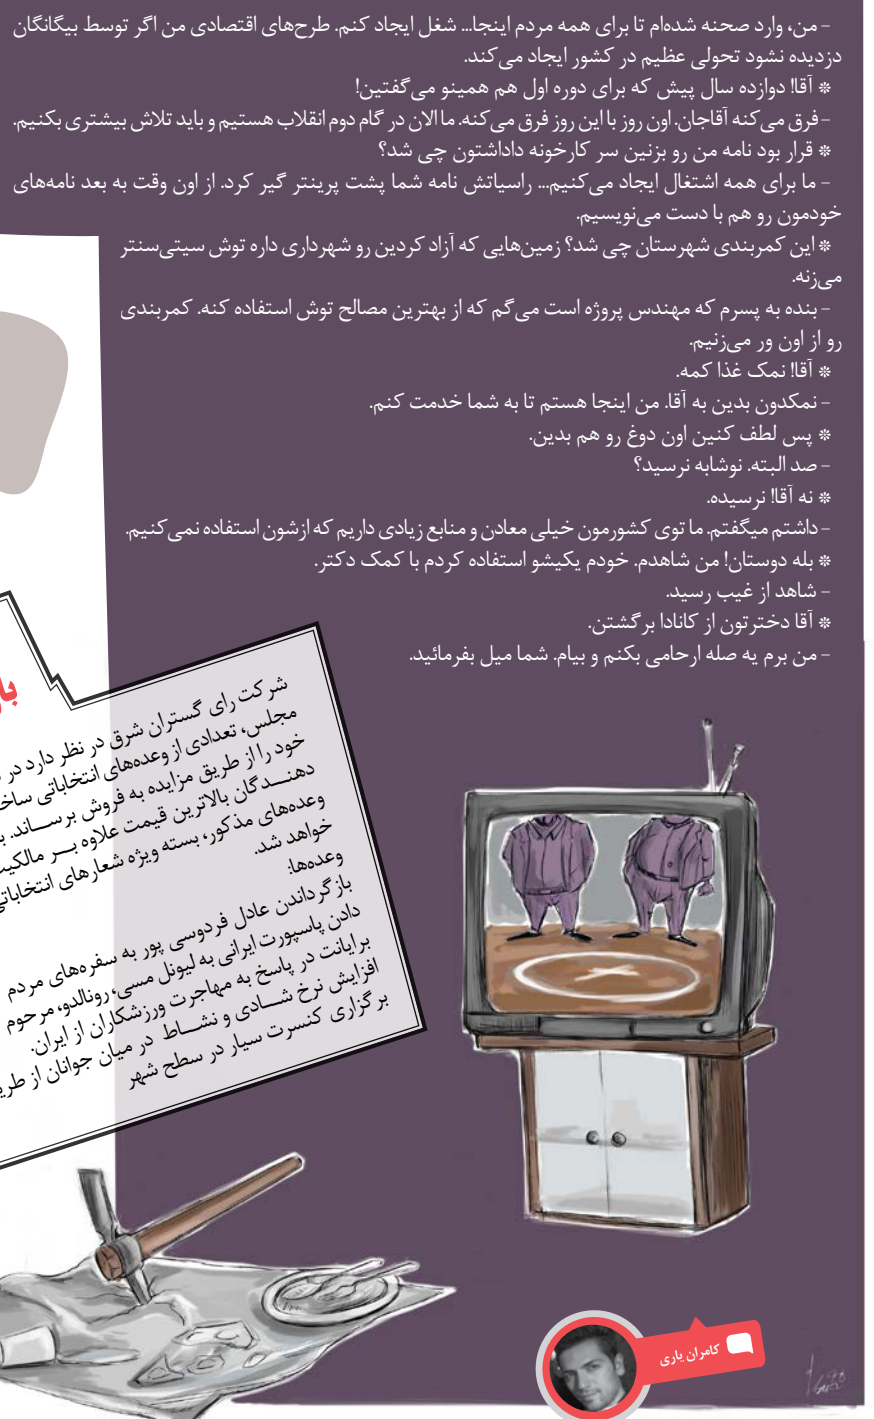 - من، وارد صحنه شده‌ام تا برای همه مردم اینجا... شغل ایجاد کنم. طرح‌های اقتصادی من اگر توسط بیگانگان
دزدیده نشود تحولی عظیم در کشور ایجاد می‌کند.
* آقا! دوازده سال پیش که برای دوره اول هم همینو می‌گفتین!
- فرق می‌کنه آقاجان. اون روز با این روز فرق می‌کنه. ما الان در گام دوم انقلاب هستیم و باید تلاش بیشتری بکنیم.
* قرار بود نامه من رو بزنین سر کارخونه داداشتون چی شد؟
- ما برای همه اشتغال ایجاد می‌کنیم... راسیاتش نامه شما پشت پرینتر گیر کرد. از اون وقت به بعد نامه‌های
خودمون رو هم با دست می‌نویسیم.
* این کمربندی شهرستان چی شد؟ زمین‌هایی که آزاد کردین رو شهرداری داره توش سیتی‌سنتر
می‌زنه.
- بنده به پسرم که مهندس پروژه است می‌گم که از بهترین مصالح توش استفاده کنه. کمربندی
رو از اون ور می‌زنیم.
* آقا! نمک غذا کمه.
- نمکدون بدین به آقا. من اینجا هستم تا به شما خدمت کنم.
* پس لطف کنین اون دوغ رو هم بدین.
- صد البته. نوشابه نرسید؟
* نه آقا! نرسیده.
- داشتم میگفتم. ما توی کشورمون خیلی معادن و منابع زیادی داریم که ازشون استفاده نمی‌کنیم.
* بله دوستان! من شاهدم. خودم یکیشو استفاده کردم با کمک دکتر.
- شاهد از غیب رسید.
* آقا دخترتون از کانادا برگشتن.
- من برم یه صله ارحامی بکنم و بیام. شما میل بفرمائید.
شرکت رای گستران شرق در نظر دارد در
مجلس، تعدادی از وعده‌های انتخاباتی
خود را از طریق مزایده به فروش برساند.
دهندگان بالاترین قیمت علاوه بر
وعده‌های مذکور، بسته ویژه شعارهای
خواهد شد.
وعده‌ها:
بازگرداندن عادل فردوسی پور به سفره‌های مردم
دادن پاسپورت ایرانی به لیونل مسی، رونالدو، مرحوم
برایانت در پاسخ به مهاجرت ورزشکاران از ایران.
افزایش نرخ شادی و نشاط در میان جوانان از
برگزاری کنسرت سیار در سطح شهر
کامران یاری